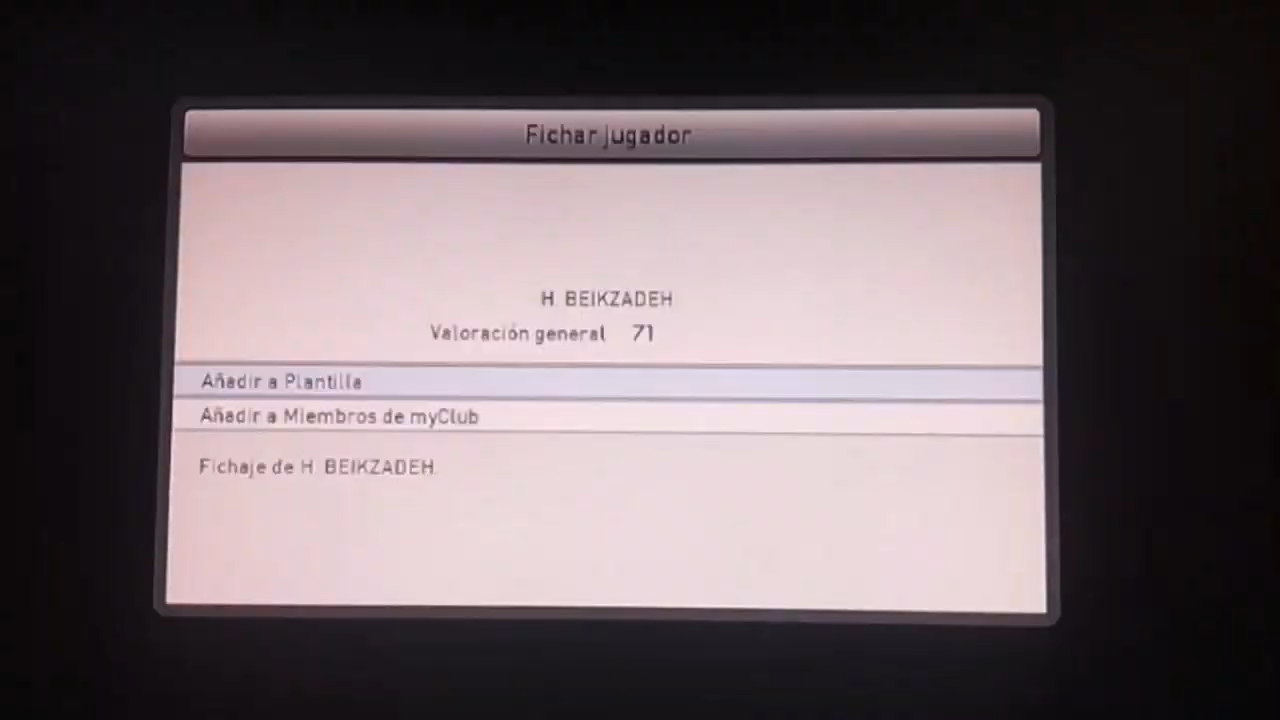 Fichar jugador
H. BEIKZADEH
Valoración general 71
Añadir a Plantilla
Añadir a Miembros de myClub
Fichaje de H. BEIKZADEH.